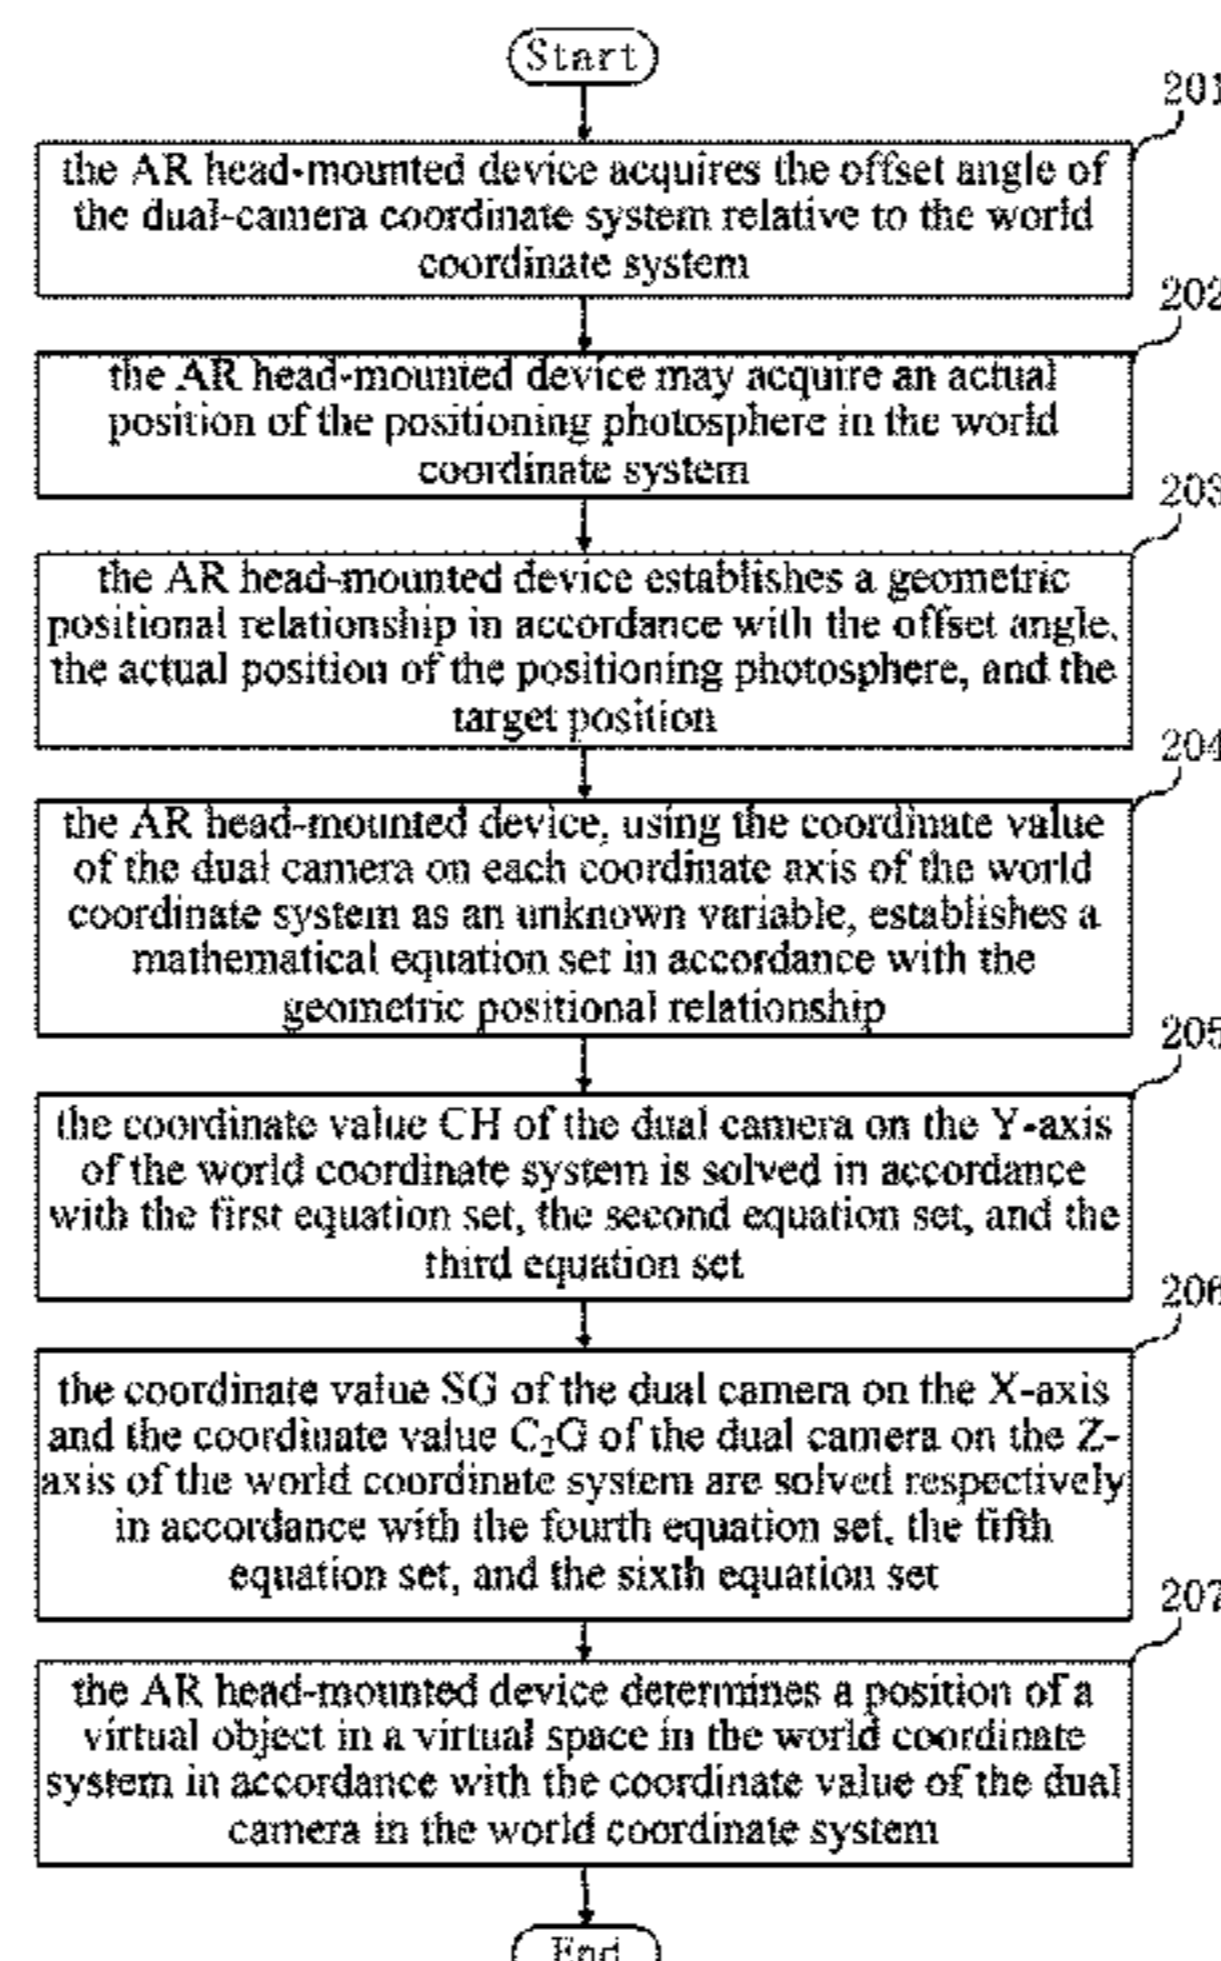 Start
201
the AR head-mounted device acquires the offset angle of
the dual-camera coordinate system relative to the world
coordinate system
202
the AR head-mounted device may acquire an actual
position of the positioning photosphere in the world
coordinate system
203
the AR head-mounted device establishes a geometric
positional relationship in accordance with the offset angle,
the actual position of the positioning photosphere, and the
target position
204
the AR head-mounted device, using the coordinate value
of the dual camera on each coordinate axis of the world
coordinate system as an unknown variable, establishes a
mathematical equation set in accordance with the
geometric positional relationship
205
the coordinate value CH of the dual camera on the Y-axis
of the world coordinate system is solved in accordance
with the first equation set, the second equation set, and the
third equation set
206
the coordinate value SG of the dual camera on the X-axis
and the coordinate value C₂G of the dual camera on the Z-
axis of the world coordinate system are solved respectively
in accordance with the fourth equation set, the fifth
equation set, and the sixth equation set
207
the AR head-mounted device determines a position of a
virtual object in a virtual space in the world coordinate
system in accordance with the coordinate value of the dual
camera in the world coordinate system
End